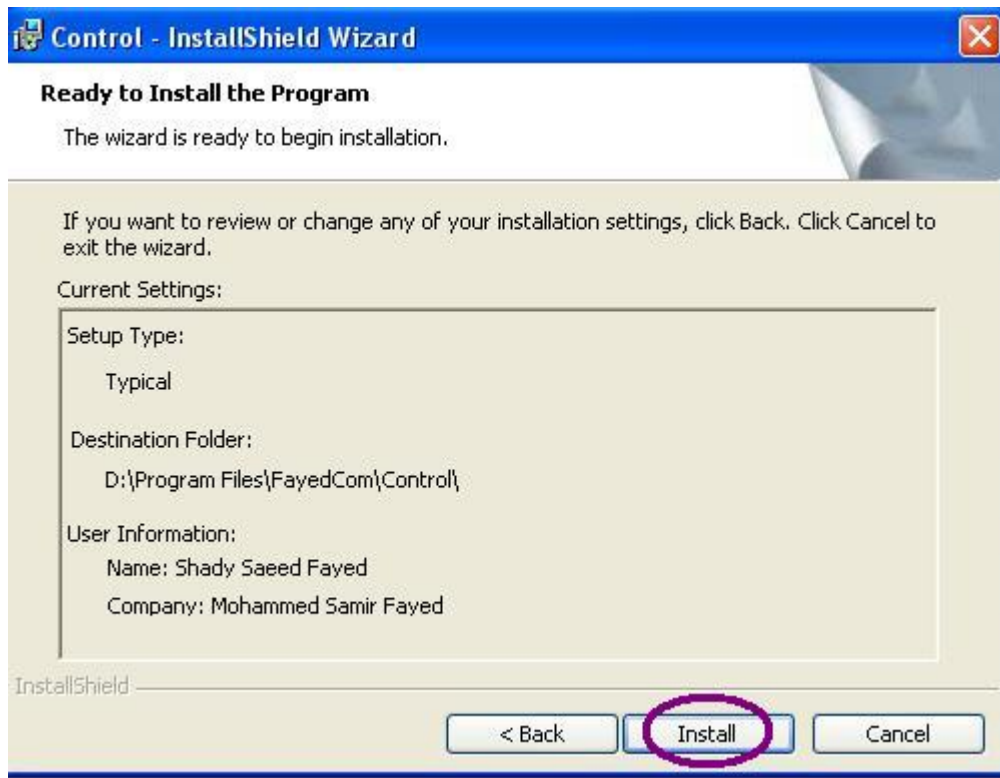 Control - InstallShield Wizard
Ready to Install the Program
The wizard is ready to begin installation.
If you want to review or change any of your installation settings, click Back. Click Cancel to
exit the wizard.
Current Settings:
Setup Type:
Typical
Destination Folder:
D:\Program Files\FayedCom\Control\
User Information:
Name: Shady Saeed Fayed
Company: Mohammed Samir Fayed
InstallShield
< Back
Install
Cancel